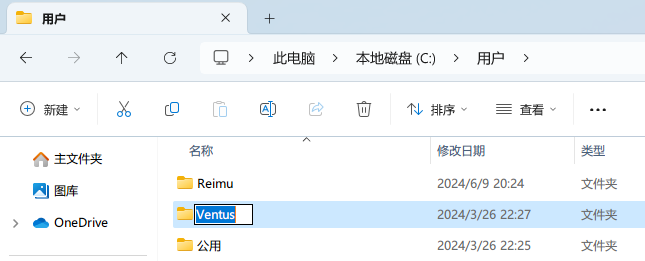 用户
此电脑 本地磁盘 (C:) 用户
新建 排序 查看
主文件夹
图库
OneDrive
名称 修改日期 类型
Reimu 2024/6/9 20:24 文件夹
Ventus 2024/3/26 22:27 文件夹
公用 2024/3/26 22:25 文件夹